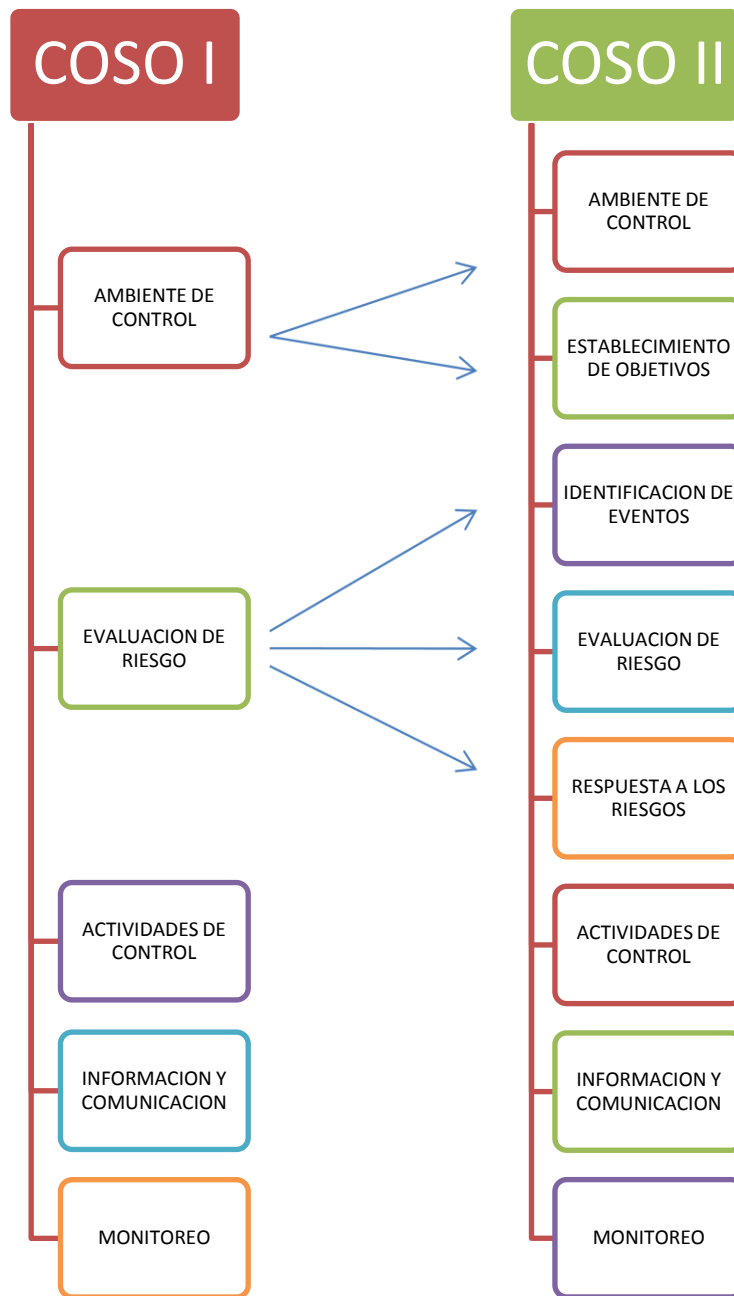 COSO I
AMBIENTE DE
CONTROL
EVALUACION DE
RIESGO
ACTIVIDADES DE
CONTROL
INFORMACION Y
COMUNICACION
MONITOREO
COSO II
AMBIENTE DE
CONTROL
ESTABLECIMIENTO
DE OBJETIVOS
IDENTIFICACION DE
EVENTOS
EVALUACION DE
RIESGO
RESPUESTA A LOS
RIESGOS
ACTIVIDADES DE
CONTROL
INFORMACION Y
COMUNICACION
MONITOREO